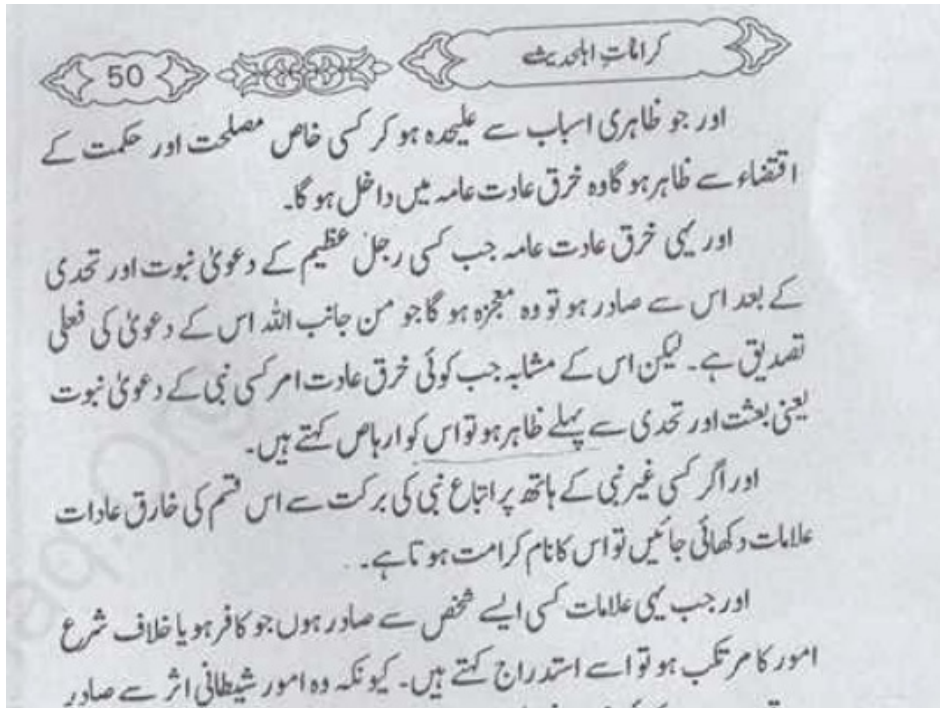 کراماتِ اہلحدیث
50
اور جو ظاہری اسباب سے علیحدہ ہو کر کسی خاص مصلحت اور حکمت کے
اقتضاء سے ظاہر ہو گا وہ خرق عادت عامہ میں داخل ہو گا۔
اور یہی خرق عادت عامہ جب کسی رجل عظیم کے دعویٰ نبوت اور تحدی
کے بعد اس سے صادر ہو تو وہ معجزہ ہو گا جو من جانب اللہ اس کے دعویٰ کی فعلی
تصدیق ہے۔ لیکن اس کے مشابہ جب کوئی خرق عادت امر کسی نبی کے دعویٰ نبوت
یعنی بعثت اور تحدی سے پہلے ظاہر ہو تو اس کو ارہاص کہتے ہیں۔
اور اگر کسی غیر نبی کے ہاتھ پر اتباع نبی کی برکت سے اس قسم کی خارق عادات
علامات دکھائی جائیں تو اس کا نام کرامت ہوتا ہے۔
اور جب یہی علامات کسی ایسے شخص سے صادر ہوں جو کافر ہو یا خلاف شرع
امور کا مرتکب ہو تو اسے استدراج کہتے ہیں۔ کیونکہ وہ امور شیطانی اثر سے صادر